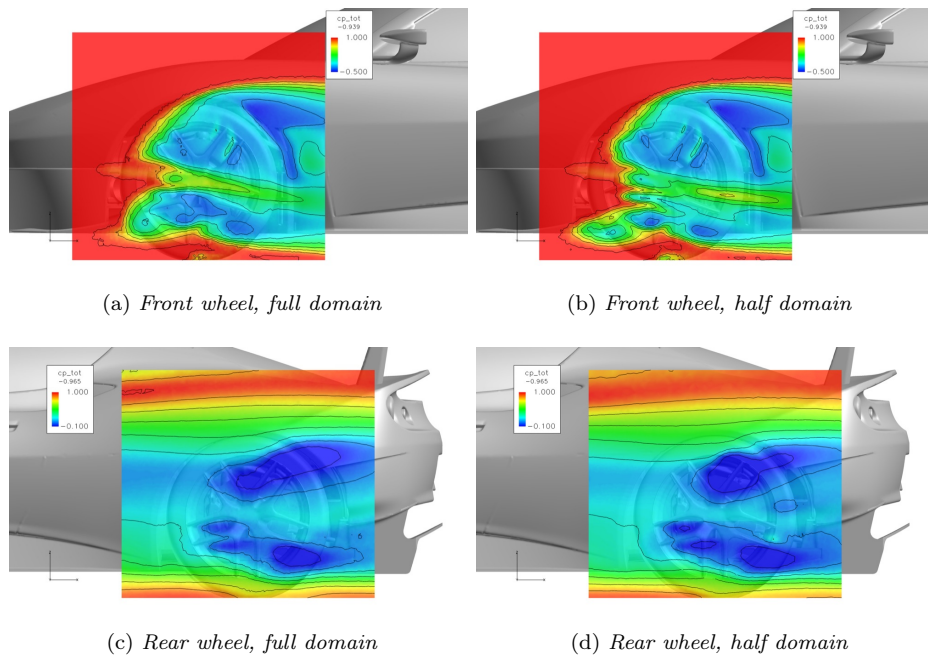 cp_tot
-0.939
1.000
-0.500
cp_tot
-0.939
1.000
-0.500
(a) Front wheel, full domain
(b) Front wheel, half domain
cp_tot
-0.965
1.000
-0.100
cp_tot
-0.965
1.000
-0.100
(c) Rear wheel, full domain
(d) Rear wheel, half domain